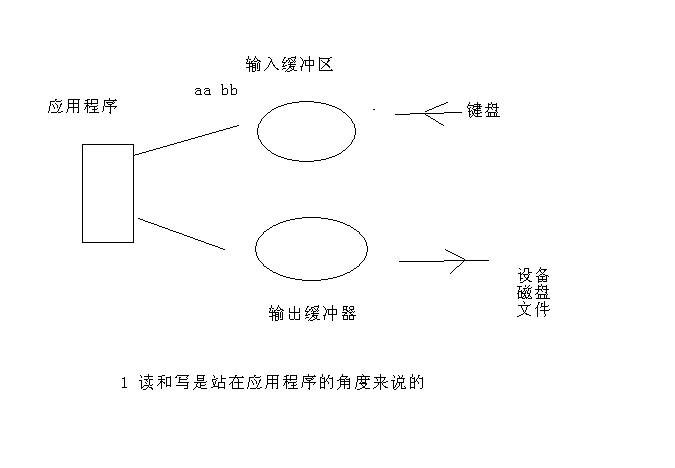 输入缓冲区
aa bb
应用程序
键盘
设备
磁盘
文件
输出缓冲器
1 读和写是站在应用程序的角度来说的